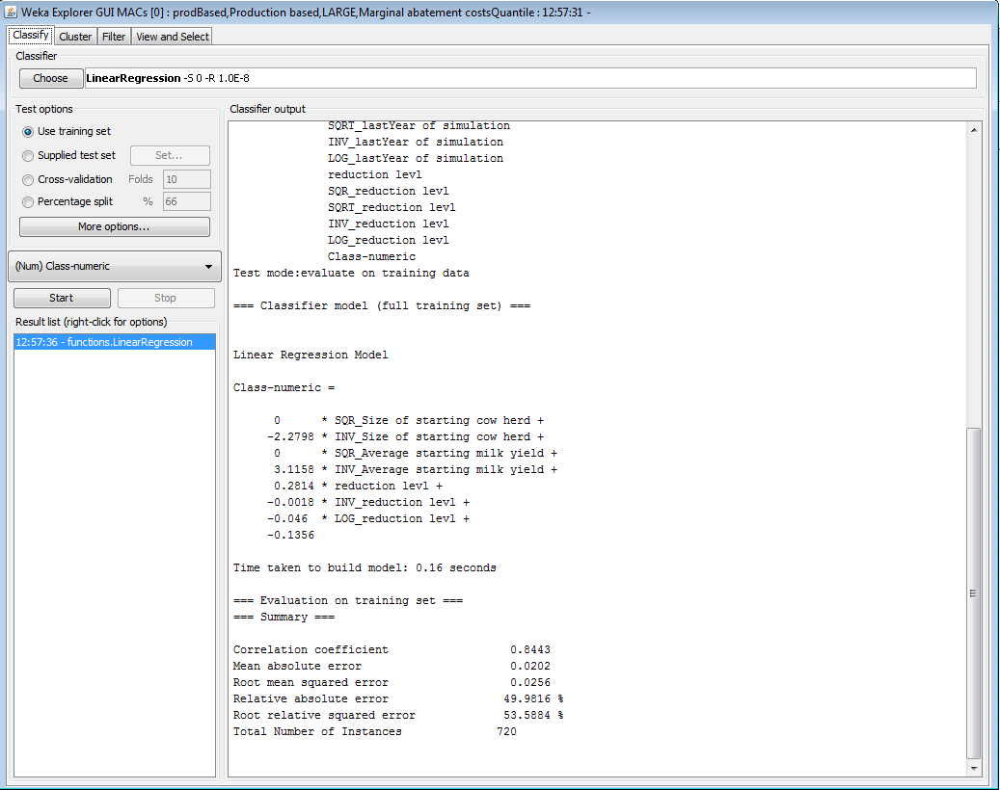 Weka Explorer GUI MACs [0] : prodBased,Production based,LARGE,Marginal abatement costsQuantile : 12:57:31 -
Classify Cluster Filter View and Select
Classifier
Choose LinearRegression -S 0 -R 1.0E-8
Test options
Use training set
Supplied test set Set...
Cross-validation Folds 10
Percentage split % 66
More options...
(Num) Class-numeric
Start Stop
Result list (right-click for options)
12:57:36 - functions.LinearRegression
Classifier output
SQRT_lastYear of simulation
INV_lastYear of simulation
LOG_lastYear of simulation
reduction levl
SQR_reduction levl
SQRT_reduction levl
INV_reduction levl
LOG_reduction levl
Class-numeric
Test mode:evaluate on training data
=== Classifier model (full training set) ===
Linear Regression Model
Class-numeric =
0 * SQR_Size of starting cow herd +
-2.2798 * INV_Size of starting cow herd +
0 * SQR_Average starting milk yield +
3.1158 * INV_Average starting milk yield +
0.2814 * reduction levl +
-0.0018 * INV_reduction levl +
-0.046 * LOG_reduction levl +
-0.1356
Time taken to build model: 0.16 seconds
=== Evaluation on training set ===
=== Summary ===
Correlation coefficient 0.8443
Mean absolute error 0.0202
Root mean squared error 0.0256
Relative absolute error 49.9816 %
Root relative squared error 53.5884 %
Total Number of Instances 720